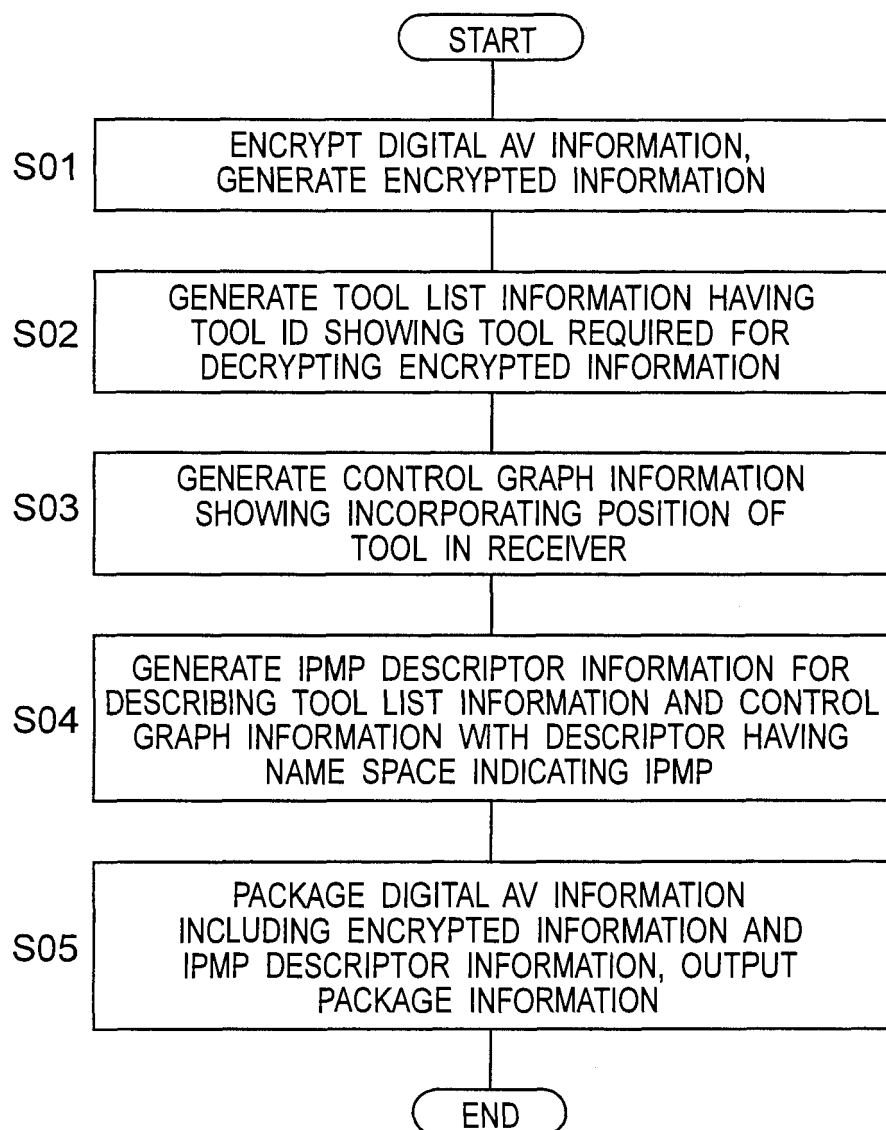 START
S01
ENCRYPT DIGITAL AV INFORMATION,
GENERATE ENCRYPTED INFORMATION
S02
GENERATE TOOL LIST INFORMATION HAVING
TOOL ID SHOWING TOOL REQUIRED FOR
DECRYPTING ENCRYPTED INFORMATION
S03
GENERATE CONTROL GRAPH INFORMATION
SHOWING INCORPORATING POSITION OF
TOOL IN RECEIVER
S04
GENERATE IPMP DESCRIPTOR INFORMATION FOR
DESCRIBING TOOL LIST INFORMATION AND CONTROL
GRAPH INFORMATION WITH DESCRIPTOR HAVING
NAME SPACE INDICATING IPMP
S05
PACKAGE DIGITAL AV INFORMATION
INCLUDING ENCRYPTED INFORMATION AND
IPMP DESCRIPTOR INFORMATION, OUTPUT
PACKAGE INFORMATION
END